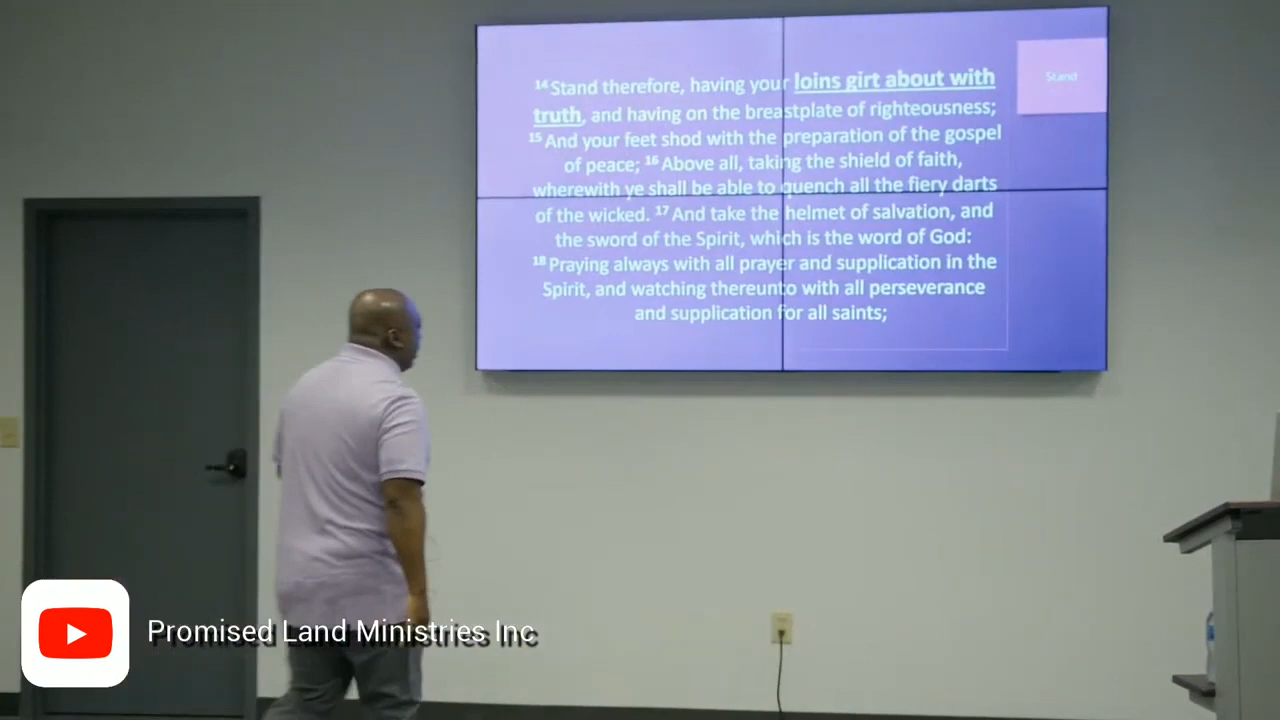 14 Stand therefore, having your loins girt about with
truth, and having on the breastplate of righteousness;
15 And your feet shod with the preparation of the gospel
of peace; 16 Above all, taking the shield of faith,
wherewith ye shall be able to quench all the fiery darts
of the wicked. 17 And take the helmet of salvation, and
the sword of the Spirit, which is the word of God:
18 Praying always with all prayer and supplication in the
Spirit, and watching thereunto with all perseverance
and supplication for all saints;
Stand
Promised Land Ministries Inc